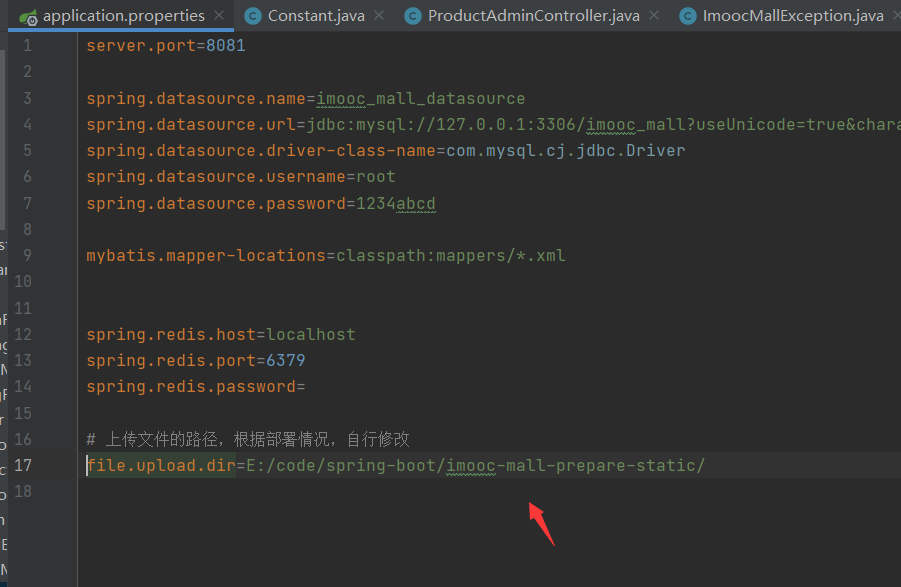 application.properties Constant.java ProductAdminController.java ImoocMallException.java
1 server.port=8081
2
3 spring.datasource.name=imooc_mall_datasource
4 spring.datasource.url=jdbc:mysql://127.0.0.1:3306/imooc_mall?useUnicode=true&chara
5 spring.datasource.driver-class-name=com.mysql.cj.jdbc.Driver
6 spring.datasource.username=root
7 spring.datasource.password=1234abcd
8
9 mybatis.mapper-locations=classpath:mappers/*.xml
10
11
12 spring.redis.host=localhost
13 spring.redis.port=6379
14 spring.redis.password=
15
16 # 上传文件的路径，根据部署情况，自行修改
17 file.upload.dir=E:/code/spring-boot/imooc-mall-prepare-static/
18